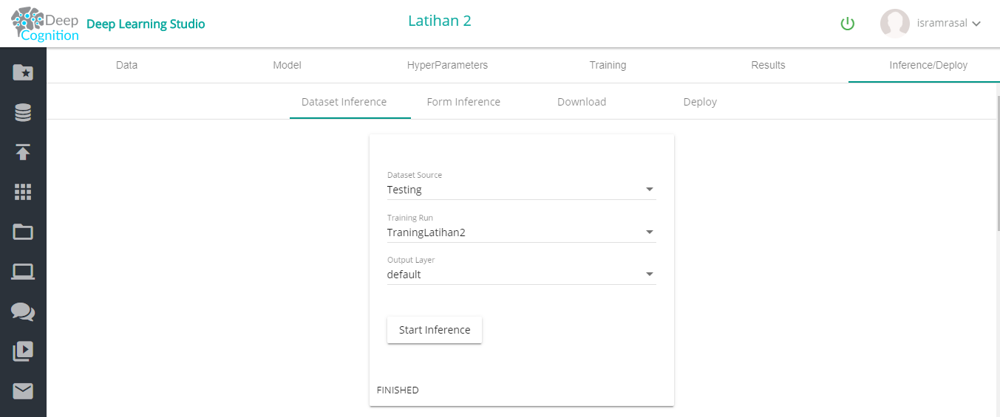 Deep Cognition
Deep Learning Studio
Latihan 2
isramrasal
Data Model HyperParameters Training Results Inference/Deploy
Dataset Inference Form Inference Download Deploy
Dataset Source
Testing
Training Run
TraningLatihan2
Output Layer
default
Start Inference
FINISHED